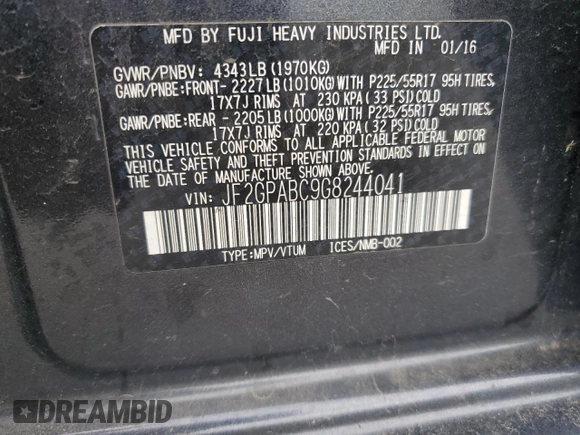 MFD BY FUJI HEAVY INDUSTRIES LTD.
MFD IN 01/16
GVWR/PNBV: 4343LB(1970KG)
GAWR/PNBE:FRONT- 2227LB(1010KG)WITH P225/55R17 95H TIRES,
17X7J RIMS AT 230 KPA(33 PSI)COLD
GAWR/PNBE:REAR - 2205LB(1000KG)WITH P225/55R17 95H TIRES,
17X7J RIMS AT 220 KPA(32 PSI)COLD
THIS VEHICLE CONFORMS TO ALL APPLICABLE FEDERAL MOTOR
VEHICLE SAFETY AND THEFT PREVENTION STANDARDS IN EFFECT ON
THE DATE OF MANUFACTURE SHOWN ABOVE.
VIN: JF2GPABC9G8244041
TYPE:MPV/VTUM ICES/NMB-002
DREAMBID